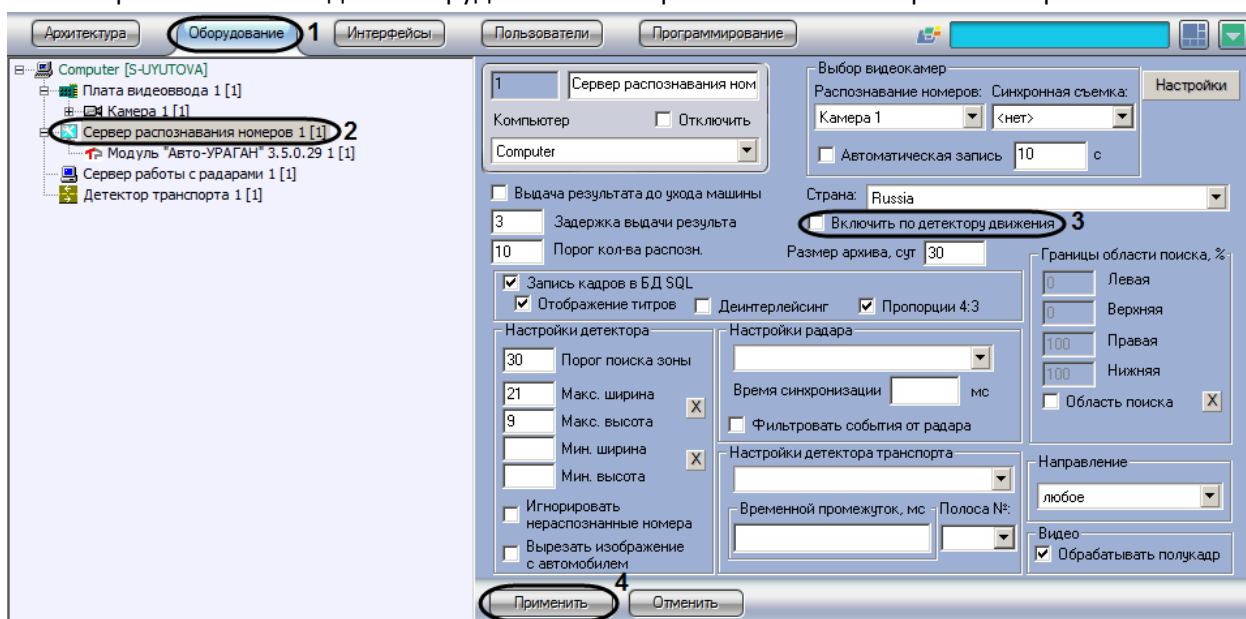 Архитектура Оборудование 1 Интерфейсы Пользователи Программирование
Computer [S-UYUTOVA]
Плата видеоввода 1 [1]
Камера 1 [1]
Сервер распознавания номеров 1 [1] 2
Модуль "Авто-УРАГАН" 3.5.0.29 1 [1]
Сервер работы с радарами 1 [1]
Детектор транспорта 1 [1]
1 Сервер распознавания ном
Компьютер Отключить
Computer
Выбор видеокамер
Распознавание номеров: Синхронная съемка:
Камера 1 <нет>
Автоматическая запись 10 с
Настройки
Выдача результата до ухода машины
Страна: Russia
3 Задержка выдачи результа
Включить по детектору движения 3
10 Порог кол-ва распозн.
Размер архива, сут 30
Запись кадров в БД SQL
Отображение титров Деинтерлейсинг Пропорции 4:3
Границы области поиска, %
0 Левая
0 Верхняя
100 Правая
100 Нижняя
Область поиска X
Настройки детектора
30 Порог поиска зоны
21 Макс. ширина
9 Макс. высота
X
Мин. ширина
Мин. высота
X
Игнорировать
нераспознанные номера
Вырезать изображение
с автомобилем
Настройки радара
Время синхронизации мс
Фильтровать события от радара
Настройки детектора транспорта
Временной промежуток, мс Полоса №:
Направление
любое
Видео
Обрабатывать полукадр
4
Применить Отменить